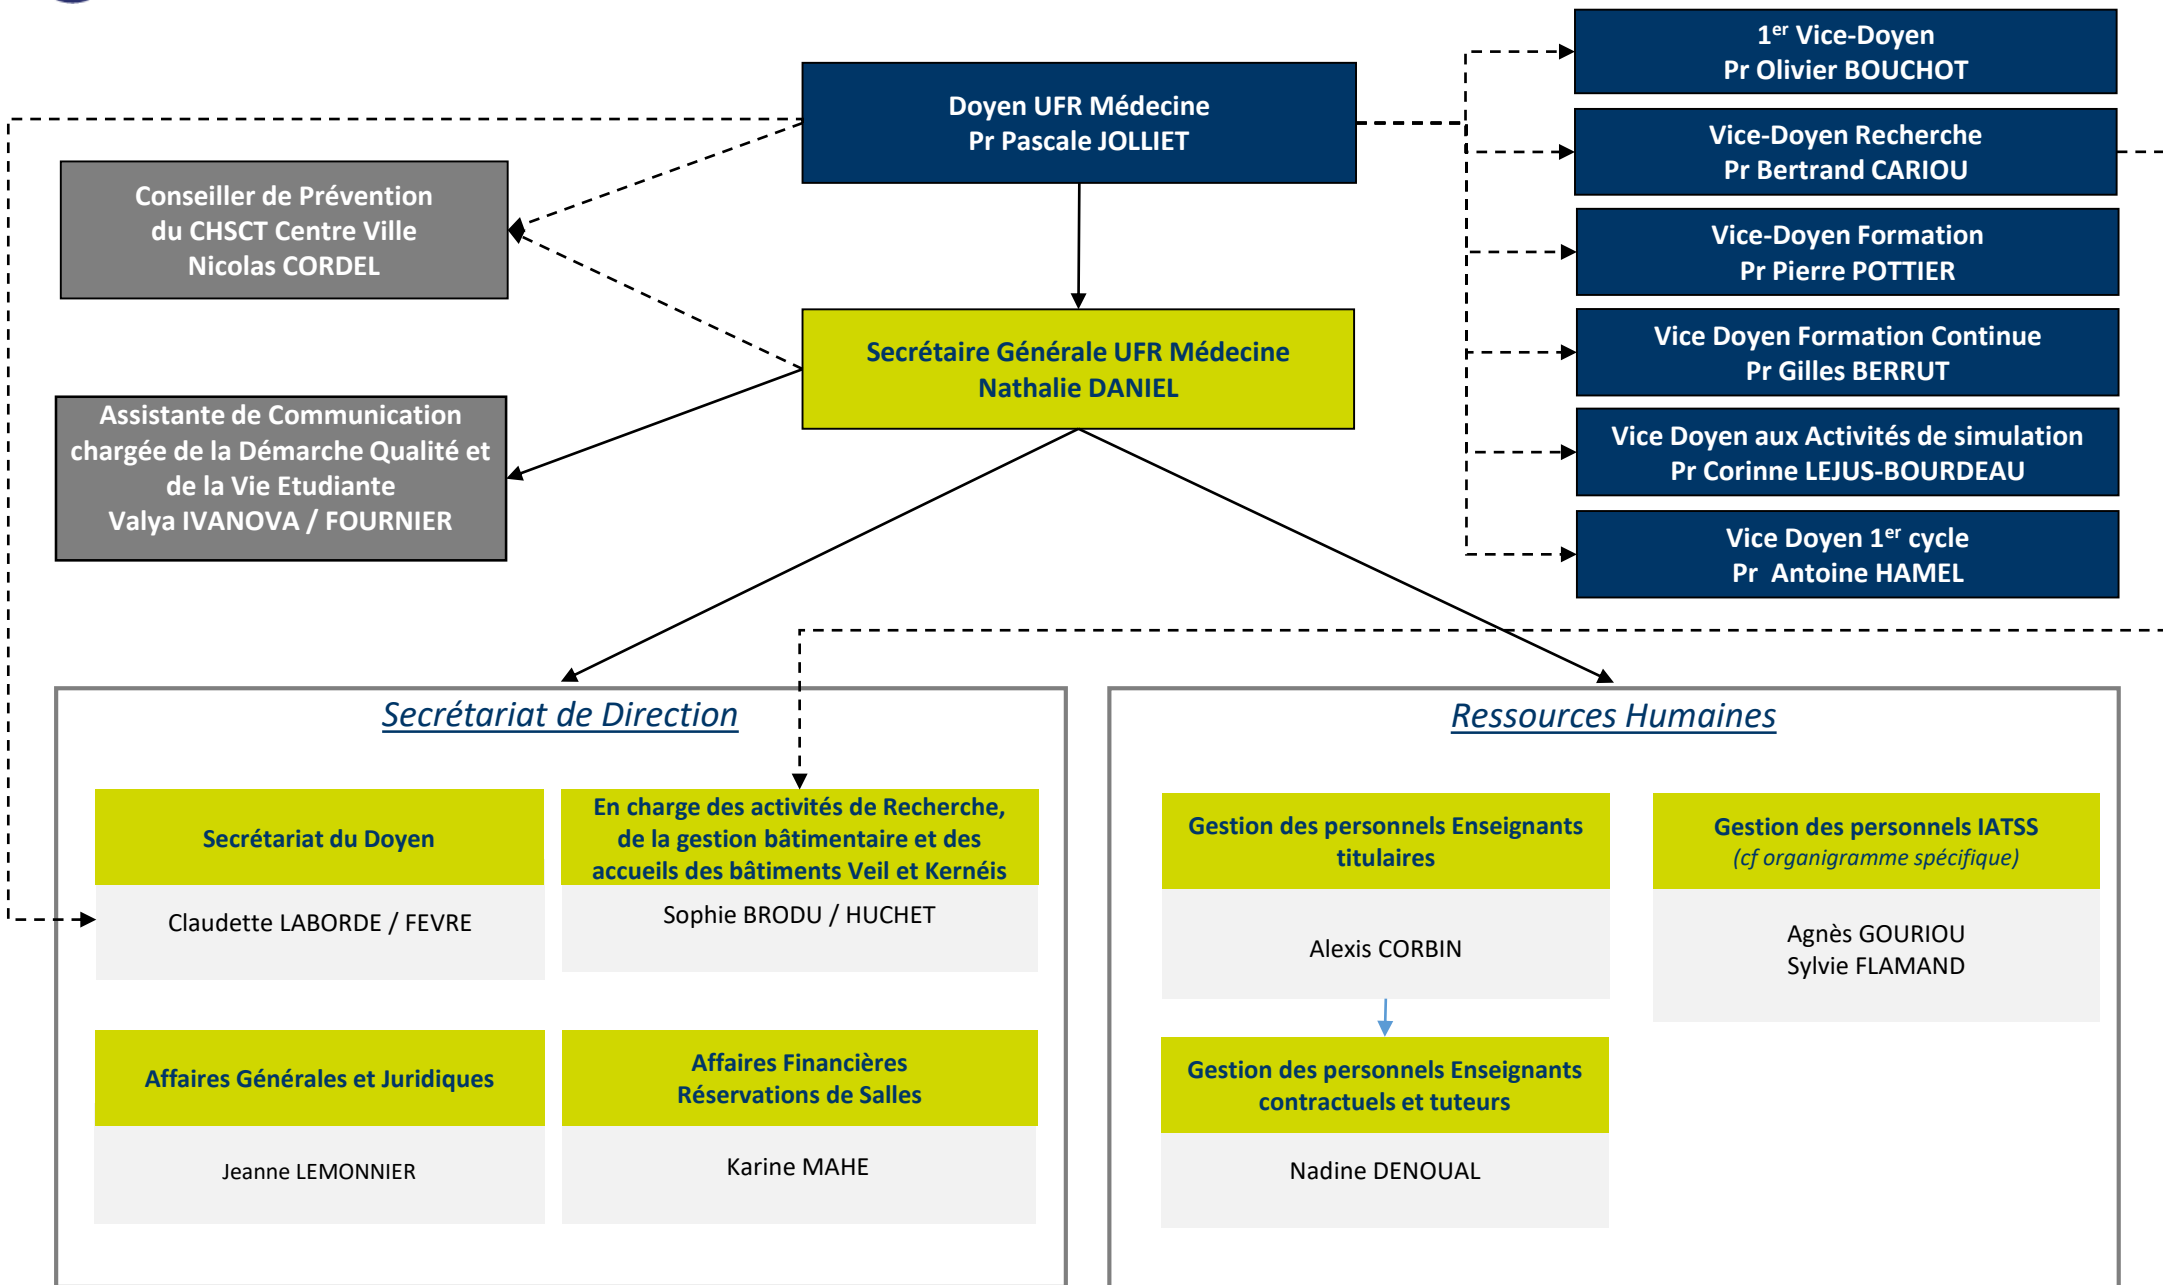 Doyen UFR Médecine
Pr Pascale JOLLIET
1er Vice-Doyen
Pr Olivier BOUCHOT
Vice-Doyen Recherche
Pr Bertrand CARIOU
Vice-Doyen Formation
Pr Pierre POTTIER
Vice Doyen Formation Continue
Pr Gilles BERRUT
Vice Doyen aux Activités de simulation
Pr Corinne LEJUS-BOURDEAU
Vice Doyen 1er cycle
Pr Antoine HAMEL
Conseiller de Prévention
du CHSCT Centre Ville
Nicolas CORDEL
Secrétaire Générale UFR Médecine
Nathalie DANIEL
Assistante de Communication
chargée de la Démarche Qualité et
de la Vie Etudiante
Valya IVANOVA / FOURNIER
Secrétariat de Direction
Secrétariat du Doyen
Claudette LABORDE / FEVRE
En charge des activités de Recherche,
de la gestion bâtimentaire et des
accueils des bâtiments Veil et Kernéis
Sophie BRODU / HUCHET
Affaires Générales et Juridiques
Jeanne LEMONNIER
Affaires Financières
Réservations de Salles
Karine MAHE
Ressources Humaines
Gestion des personnels Enseignants
titulaires
Alexis CORBIN
Gestion des personnels IATSS
(cf organigramme spécifique)
Agnès GOURIOU
Sylvie FLAMAND
Gestion des personnels Enseignants
contractuels et tuteurs
Nadine DENOUAL